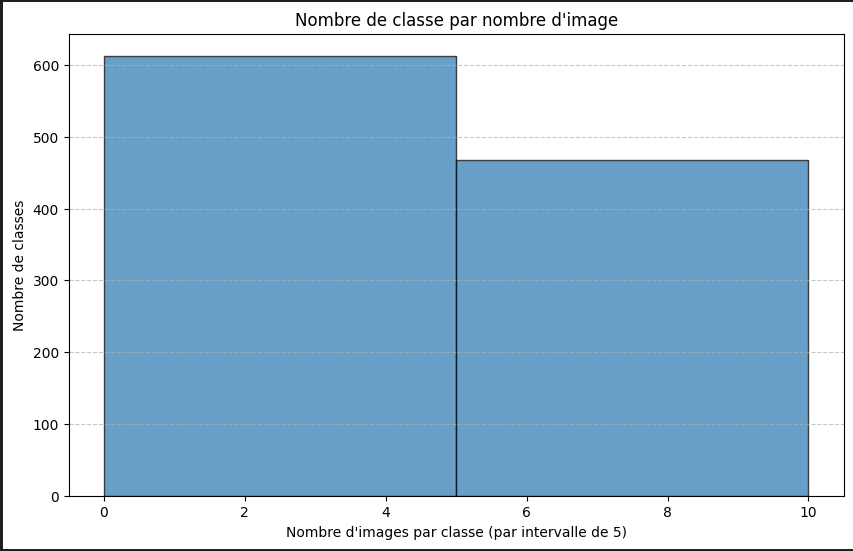 Nombre de classe par nombre d'image
Nombre de classes
600
500
400
300
200
100
0
0 2 4 6 8 10
Nombre d'images par classe (par intervalle de 5)